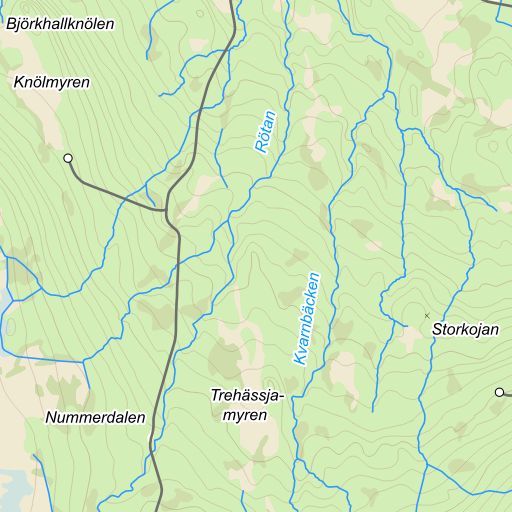 Björkhallknölen
Knölmyren
Rötan
Kvarnbäcken
Storkojan
Trehässja-
myren
Nummerdalen